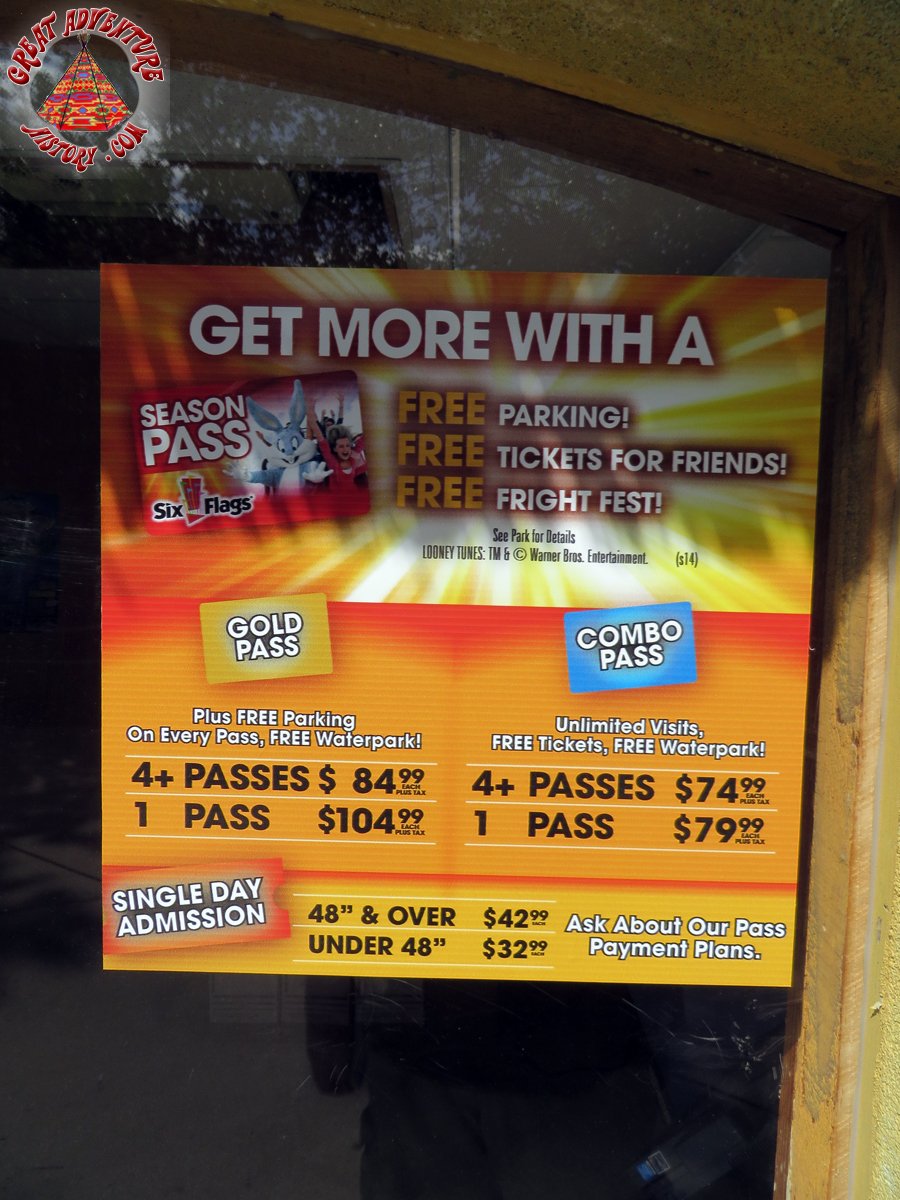 GREAT ADVENTURE
HISTORY.COM
GET MORE WITH A
SEASON
PASS
Six Flags
FREE PARKING!
FREE TICKETS FOR FRIENDS!
FREE FRIGHT FEST!
See Park for Details
LOONEY TUNES: TM & © Warner Bros. Entertainment. (s14)
GOLD
PASS
Plus FREE Parking
On Every Pass, FREE Waterpark!
4+ PASSES $ 84.99 EACH PLUS TAX
1 PASS $104.99 EACH PLUS TAX
COMBO
PASS
Unlimited Visits,
FREE Tickets, FREE Waterpark!
4+ PASSES $74.99 EACH PLUS TAX
1 PASS $79.99 EACH PLUS TAX
SINGLE DAY
ADMISSION
48” & OVER $42.99 EACH
UNDER 48” $32.99 EACH
Ask About Our Pass
Payment Plans.